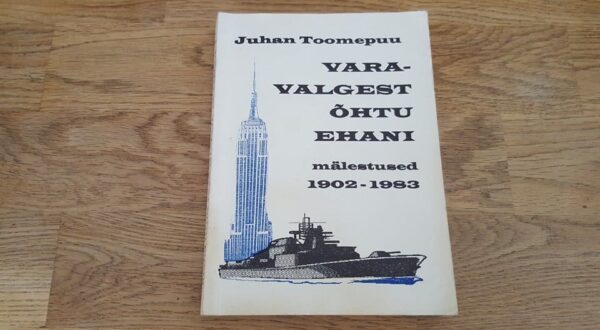 Juhan Toomepuu
VARA-
VALGEST
ÕHTU
EHANI
mälestused
1902-1983